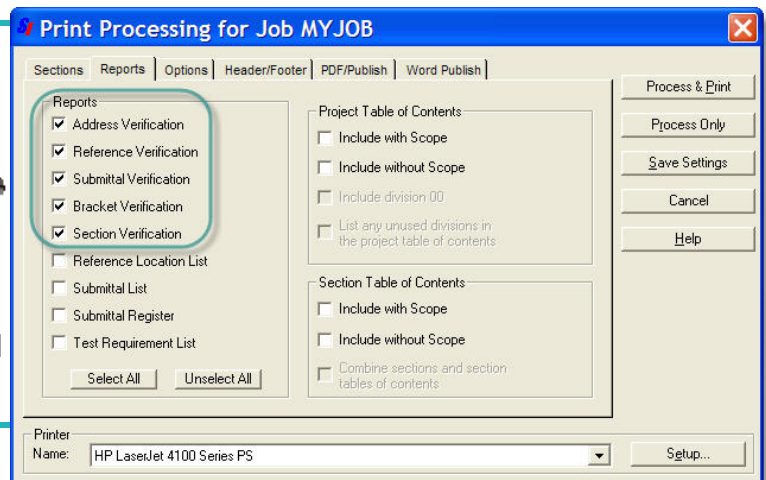 Print Processing for Job MYJOB
Sections Reports Options Header/Footer PDF/Publish Word Publish
Reports
Address Verification
Reference Verification
Submittal Verification
Bracket Verification
Section Verification
Reference Location List
Submittal List
Submittal Register
Test Requirement List
Select All Unselect All
Project Table of Contents
Include with Scope
Include without Scope
Include division 00
List any unused divisions in
the project table of contents
Section Table of Contents
Include with Scope
Include without Scope
Combine sections and section
tables of contents
Process & Print
Process Only
Save Settings
Cancel
Help
Printer
Name: HP LaserJet 4100 Series PS
Setup...